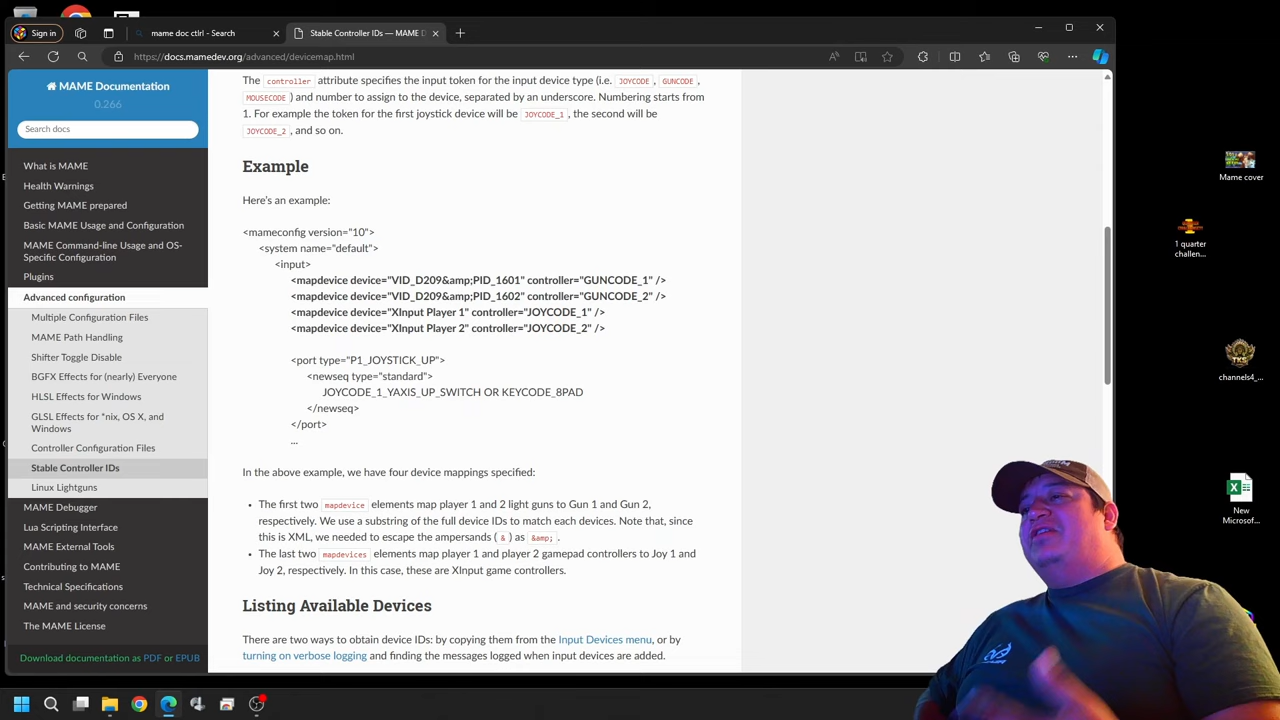 Sign in
mame doc ctlrl - Search
Stable Controller IDs — MAME D
https://docs.mamedev.org/advanced/devicemap.html
MAME Documentation
0.266
Search docs
What is MAME
Health Warnings
Getting MAME prepared
Basic MAME Usage and Configuration
MAME Command-line Usage and OS-
Specific Configuration
Plugins
Advanced configuration
Multiple Configuration Files
MAME Path Handling
Shifter Toggle Disable
BGFX Effects for (nearly) Everyone
HLSL Effects for Windows
GLSL Effects for *nix, OS X, and
Windows
Controller Configuration Files
Stable Controller IDs
Linux Lightguns
MAME Debugger
Lua Scripting Interface
MAME External Tools
Contributing to MAME
Technical Specifications
MAME and security concerns
The MAME License
Download documentation as PDF or EPUB
The controller attribute specifies the input token for the input device type (i.e. JOYCODE , GUNCODE ,
MOUSECODE ) and number to assign to the device, separated by an underscore. Numbering starts from
1. For example the token for the first joystick device will be JOYCODE_1 , the second will be
JOYCODE_2 , and so on.
Example
Here's an example:
<mameconfig version="10">
<system name="default">
<input>
<mapdevice device="VID_D209&amp;PID_1601" controller="GUNCODE_1" />
<mapdevice device="VID_D209&amp;PID_1602" controller="GUNCODE_2" />
<mapdevice device="XInput Player 1" controller="JOYCODE_1" />
<mapdevice device="XInput Player 2" controller="JOYCODE_2" />
<port type="P1_JOYSTICK_UP">
<newseq type="standard">
JOYCODE_1_YAXIS_UP_SWITCH OR KEYCODE_8PAD
</newseq>
</port>
...
In the above example, we have four device mappings specified:
• The first two mapdevice elements map player 1 and 2 light guns to Gun 1 and Gun 2,
respectively. We use a substring of the full device IDs to match each devices. Note that, since
this is XML, we needed to escape the ampersands ( & ) as &amp; .
• The last two mapdevices elements map player 1 and player 2 gamepad controllers to Joy 1 and
Joy 2, respectively. In this case, these are XInput game controllers.
Listing Available Devices
There are two ways to obtain device IDs: by copying them from the Input Devices menu, or by
turning on verbose logging and finding the messages logged when input devices are added.
Mame cover
1 quarter
challen...
TKS
channels4_...
New
Microsof...